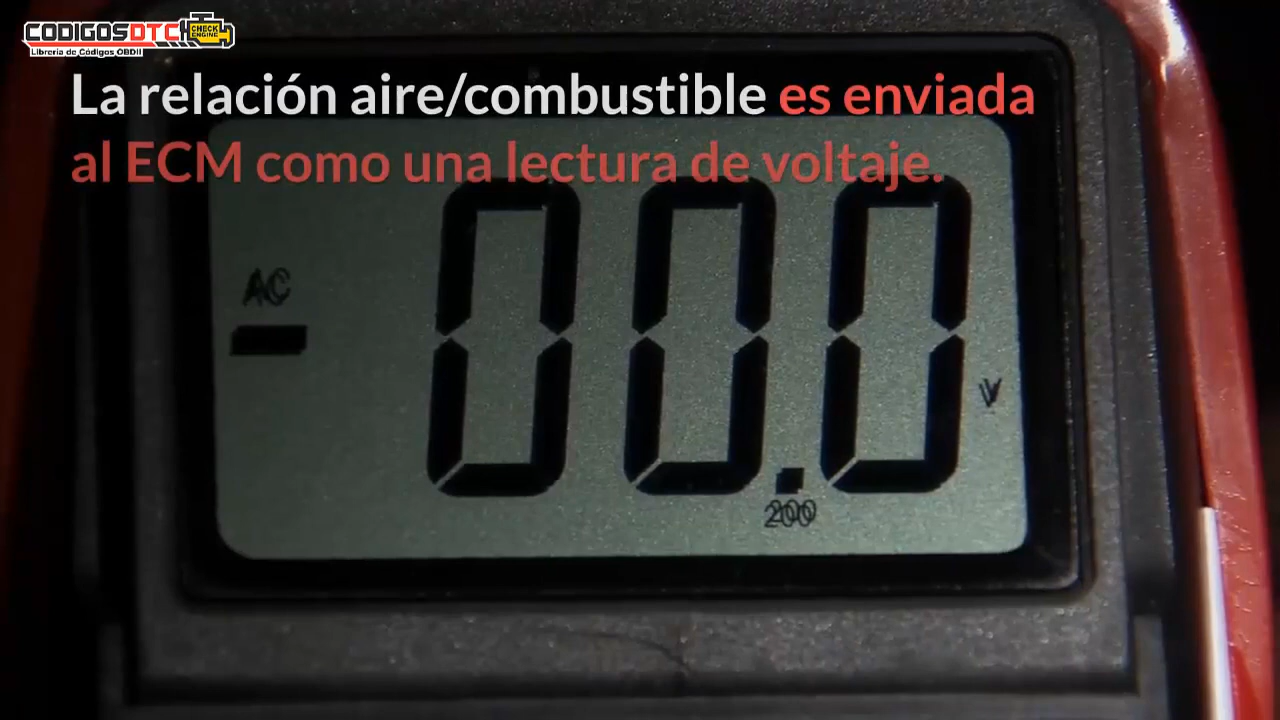 CODIGOSDTC
CHECK
ENGINE
Librería de Códigos OBDII
La relación aire/combustible es enviada
al ECM como una lectura de voltaje.
AC
-00.0
V
200